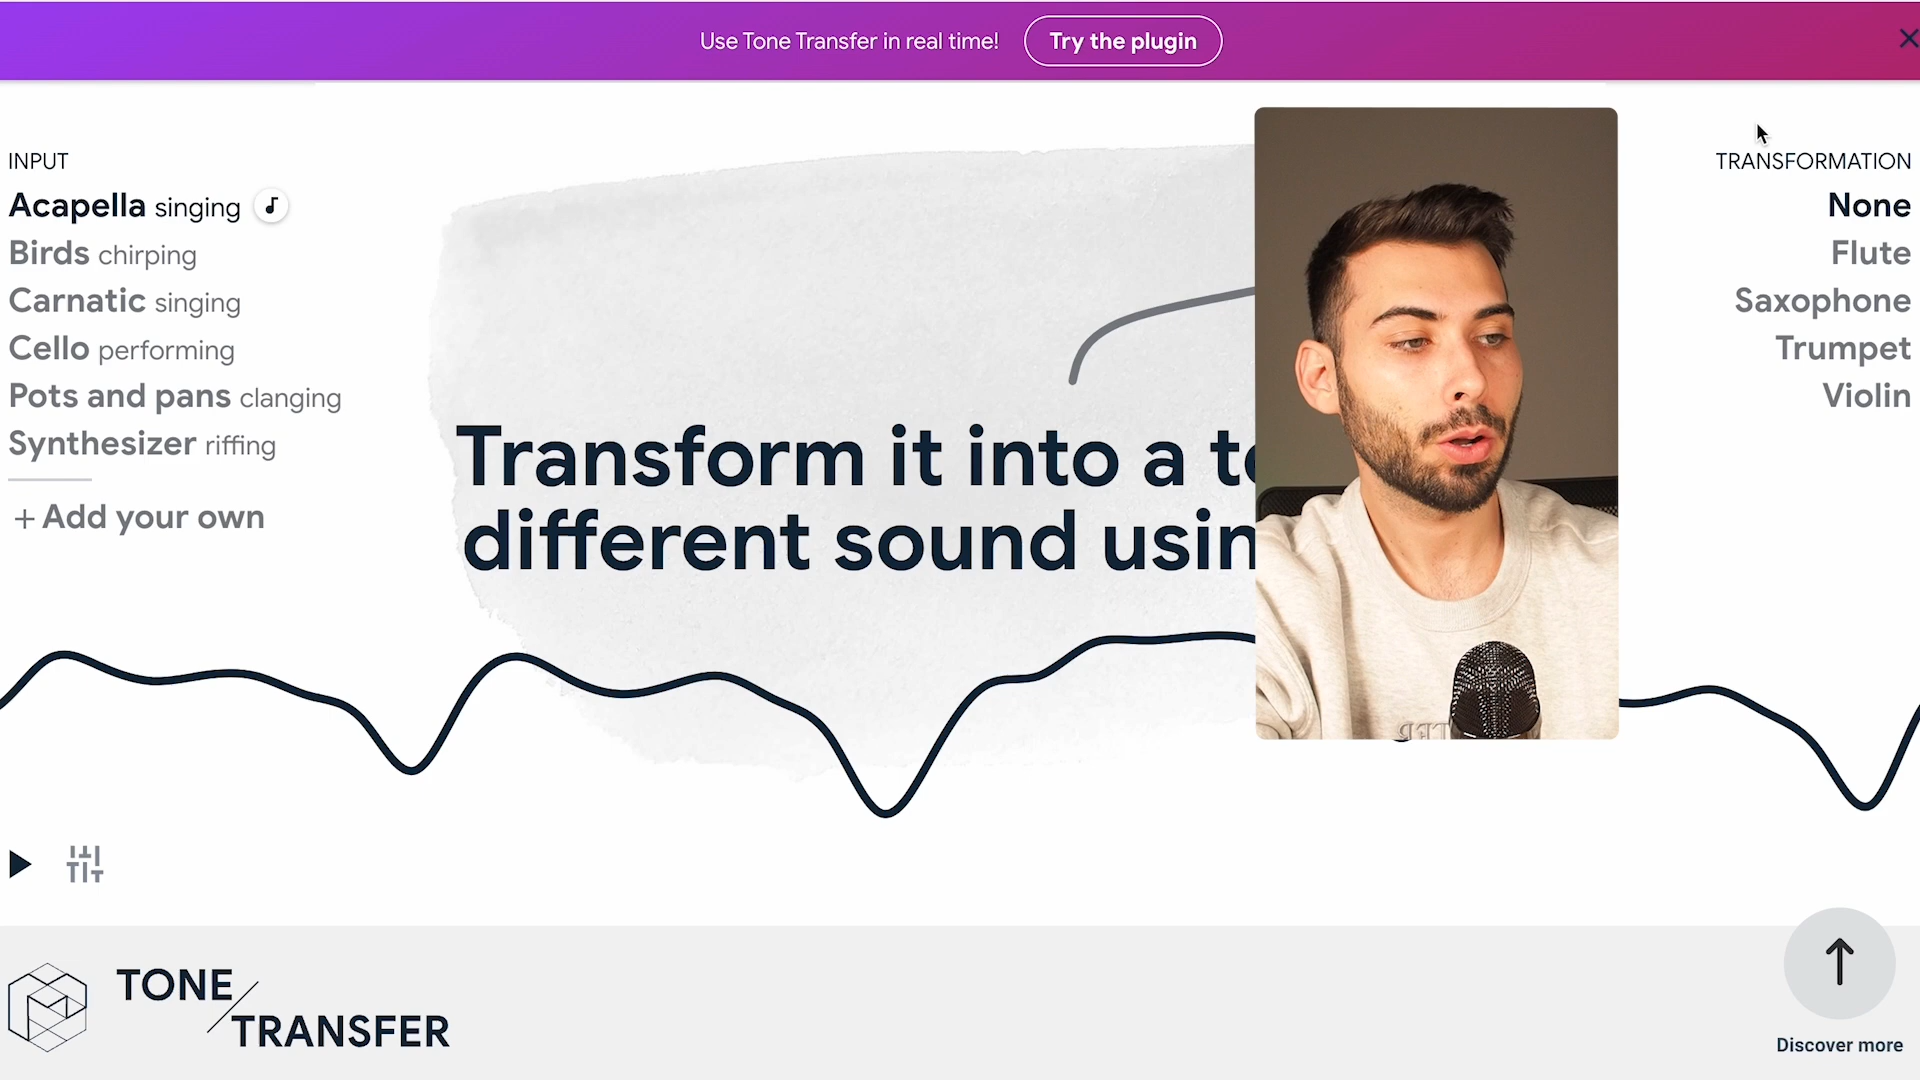 Use Tone Transfer in real time!
Try the plugin
INPUT
Acapella singing
Birds chirping
Carnatic singing
Cello performing
Pots and pans clanging
Synthesizer riffing
+ Add your own
Transform it into a
different sound
TRANSFORMATION
None
Flute
Saxophone
Trumpet
Violin
TONE
TRANSFER
Discover more